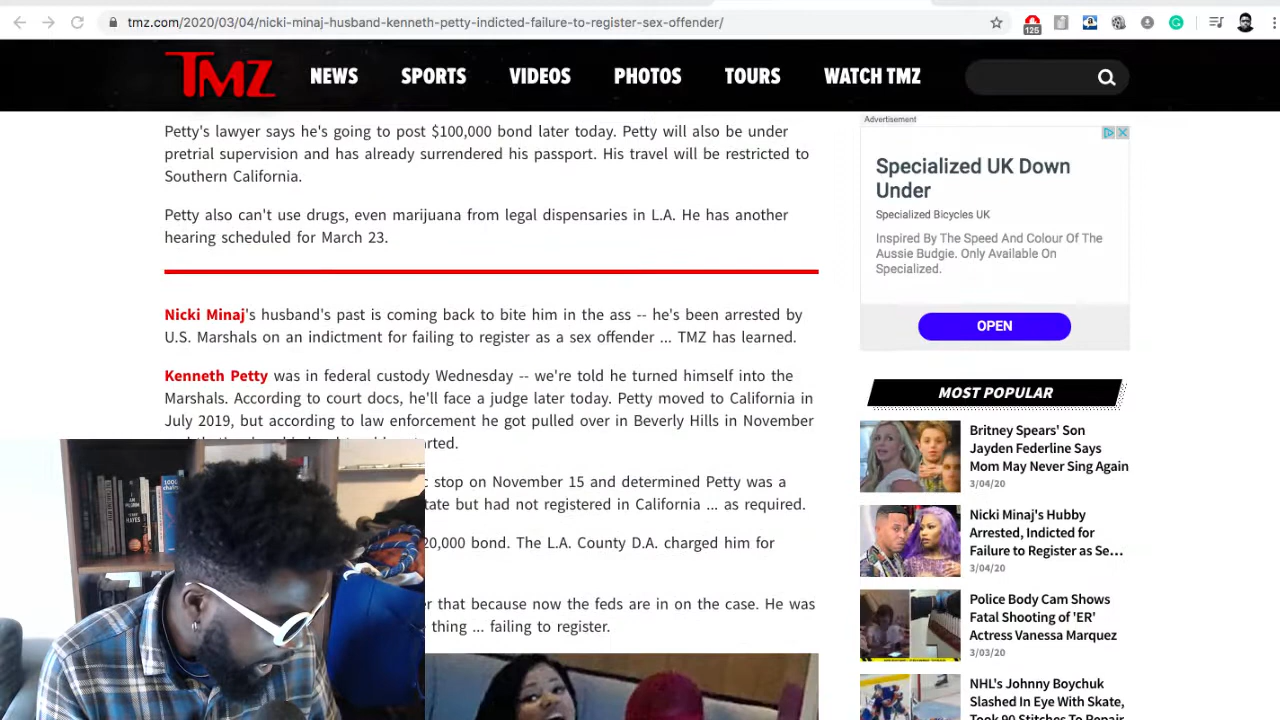 tmz.com/2020/03/04/nicki-minaj-husband-kenneth-petty-indicted-failure-to-register-sex-offender/
125
TMZ
NEWS
SPORTS
VIDEOS
PHOTOS
TOURS
WATCH TMZ
Petty's lawyer says he's going to post $100,000 bond later today. Petty will also be under
pretrial supervision and has already surrendered his passport. His travel will be restricted to
Southern California.
Petty also can't use drugs, even marijuana from legal dispensaries in L.A. He has another
hearing scheduled for March 23.
Nicki Minaj's husband's past is coming back to bite him in the ass -- he's been arrested by
U.S. Marshals on an indictment for failing to register as a sex offender ... TMZ has learned.
Kenneth Petty was in federal custody Wednesday -- we're told he turned himself into the
Marshals. According to court docs, he'll face a judge later today. Petty moved to California in
July 2019, but according to law enforcement he got pulled over in Beverly Hills in November
stop on November 15 and determined Petty was a
but had not registered in California ... as required.
20,000 bond. The L.A. County D.A. charged him for
that because now the feds are in on the case. He was
thing ... failing to register.
Advertisement
Specialized UK Down
Under
Specialized Bicycles UK
Inspired By The Speed And Colour Of The
Aussie Budgie. Only Available On
Specialized.
OPEN
MOST POPULAR
Britney Spears' Son
Jayden Federline Says
Mom May Never Sing Again
3/04/20
Nicki Minaj's Hubby
Arrested, Indicted for
Failure to Register as Se...
3/04/20
Police Body Cam Shows
Fatal Shooting of 'ER'
Actress Vanessa Marquez
3/03/20
NHL's Johnny Boychuk
Slashed In Eye With Skate,
Took 90 Stitches To Repair